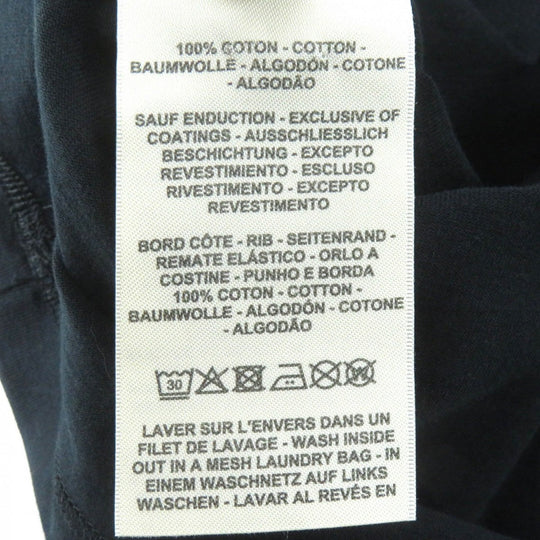 100% COTON - COTTON -
BAUMWOLLE - ALGODÓN - COTONE
- ALGODÃO
SAUF ENDUCTION - EXCLUSIVE OF
COATINGS - AUSSCHLIESSLICH
BESCHICHTUNG - EXCEPTO
REVESTIMIENTO - ESCLUSO
RIVESTIMENTO - EXCEPTO
REVESTIMENTO
BORD CÔTE - RIB - SEITENRAND -
REMATE ELÁSTICO - ORLO A
COSTINE - PUNHO E BORDA
100% COTON - COTTON -
BAUMWOLLE - ALGODÓN - COTONE
- ALGODÃO
30 W
LAVER SUR L'ENVERS DANS UN
FILET DE LAVAGE - WASH INSIDE
OUT IN A MESH LAUNDRY BAG - IN
EINEM WASCHNETZ AUF LINKS
WASCHEN - LAVAR AL REVÉS EN